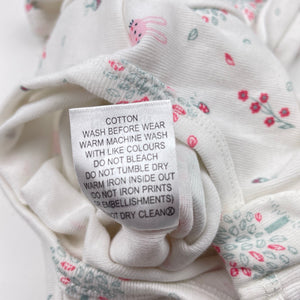 COTTON
WASH BEFORE WEAR
WARM MACHINE WASH
WITH LIKE COLOURS
DO NOT BLEACH
DO NOT TUMBLE DRY
WARM IRON INSIDE OUT
DO NOT IRON PRINTS
EMBELLISHMENTS)
NOT DRY CLEAN